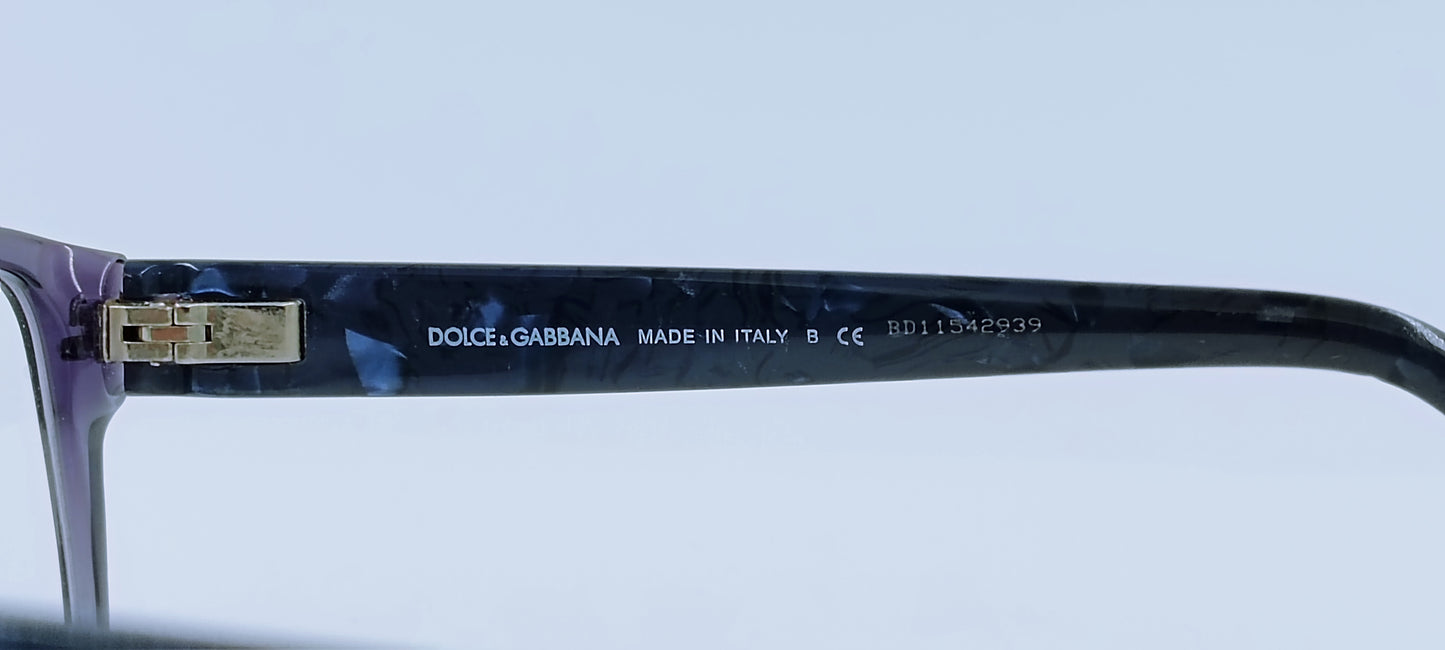 DOLCE&GABBANA MADE IN ITALY B CE BD11542939